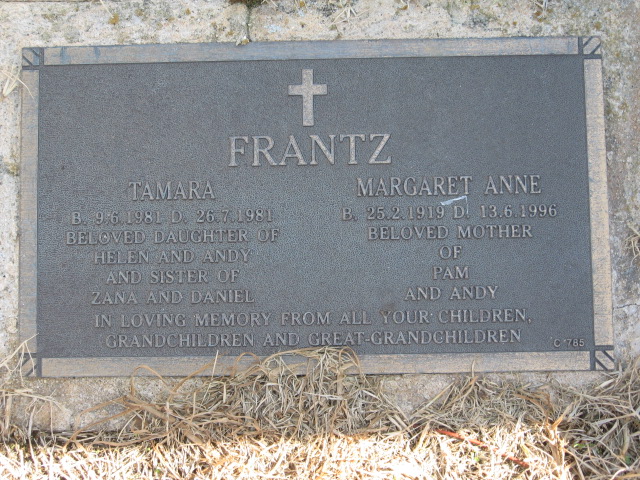 FRANTZ
TAMARA
B. 9.6.1981 D. 26.7.1981
BELOVED DAUGHTER OF
HELEN AND ANDY
AND SISTER OF
ZANA AND DANIEL
MARGARET ANNE
B. 25.2.1919 D. 13.6.1996
BELOVED MOTHER
OF
PAM
AND ANDY
IN LOVING MEMORY FROM ALL YOUR CHILDREN,
GRANDCHILDREN AND GREAT-GRANDCHILDREN
C*785